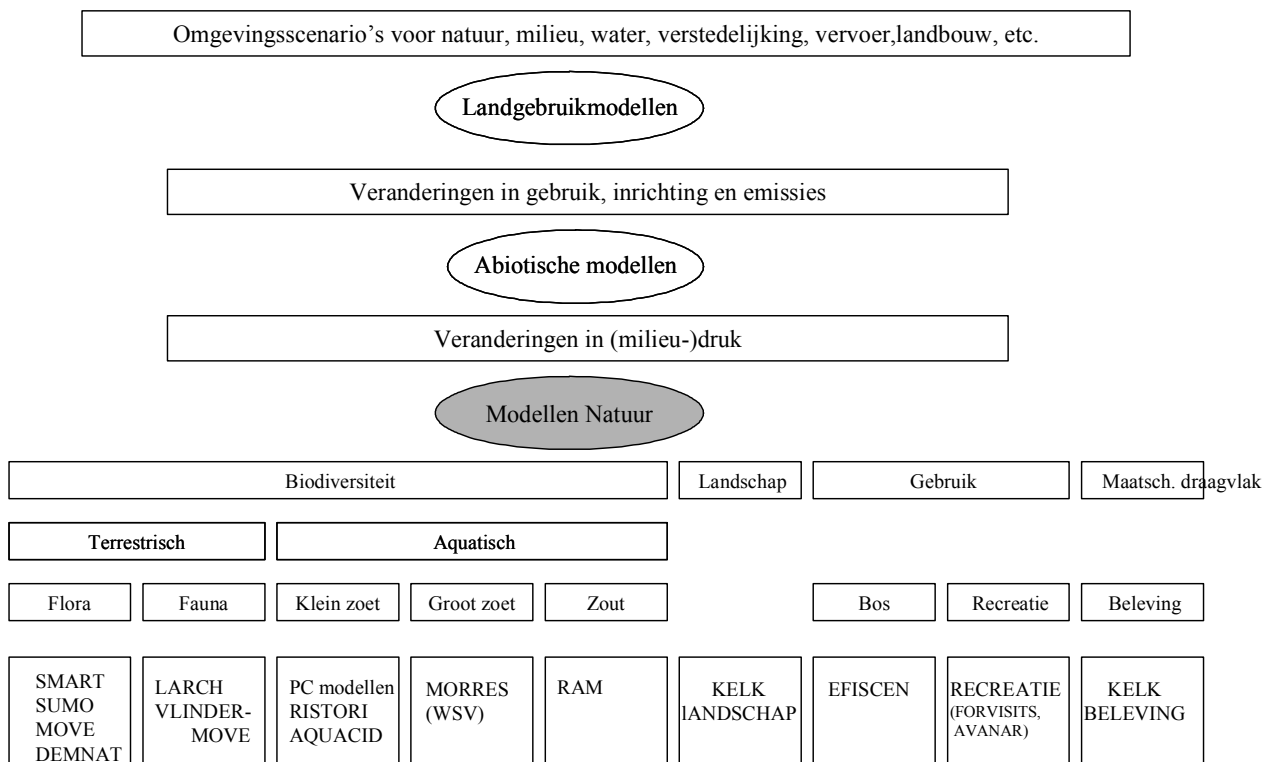 Omgevingsscenario’s voor natuur, milieu, water, verstedelijking, vervoer,landbouw, etc.
Landgebruikmodellen
Veranderingen in gebruik, inrichting en emissies
Abiotische modellen
Veranderingen in (milieu-)druk
Modellen Natuur
Biodiversiteit
Landschap
Gebruik
Maatsch. draagvlak
Terrestrisch
Aquatisch
Flora
Fauna
Klein zoet
Groot zoet
Zout
Bos
Recreatie
Beleving
SMART
SUMO
MOVE
DEMNAT
LARCH
VLINDER-
MOVE
PC modellen
RISTORI
AQUACID
MORRES
(WSV)
RAM
KELK
lANDSCHAP
EFISCEN
RECREATIE
(FORVISITS,
AVANAR)
KELK
BELEVING